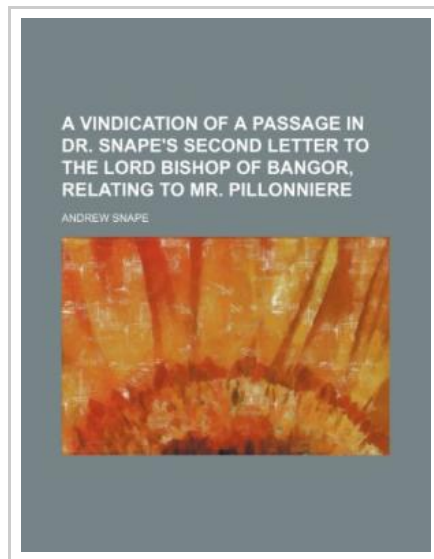 A VINDICATION OF A PASSAGE IN
DR. SNAPE'S SECOND LETTER TO
THE LORD BISHOP OF BANGOR,
RELATING TO MR. PILLONNIERE
ANDREW SNAPE